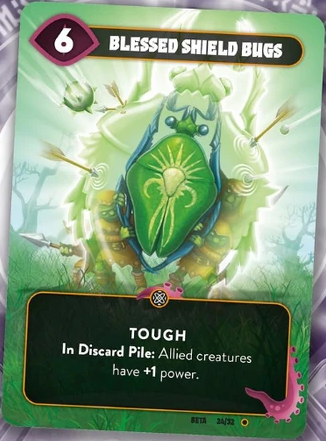 6 BLESSED SHIELD BUGS
TOUGH
In Discard Pile: Allied creatures
have +1 power.
BETA 24/32